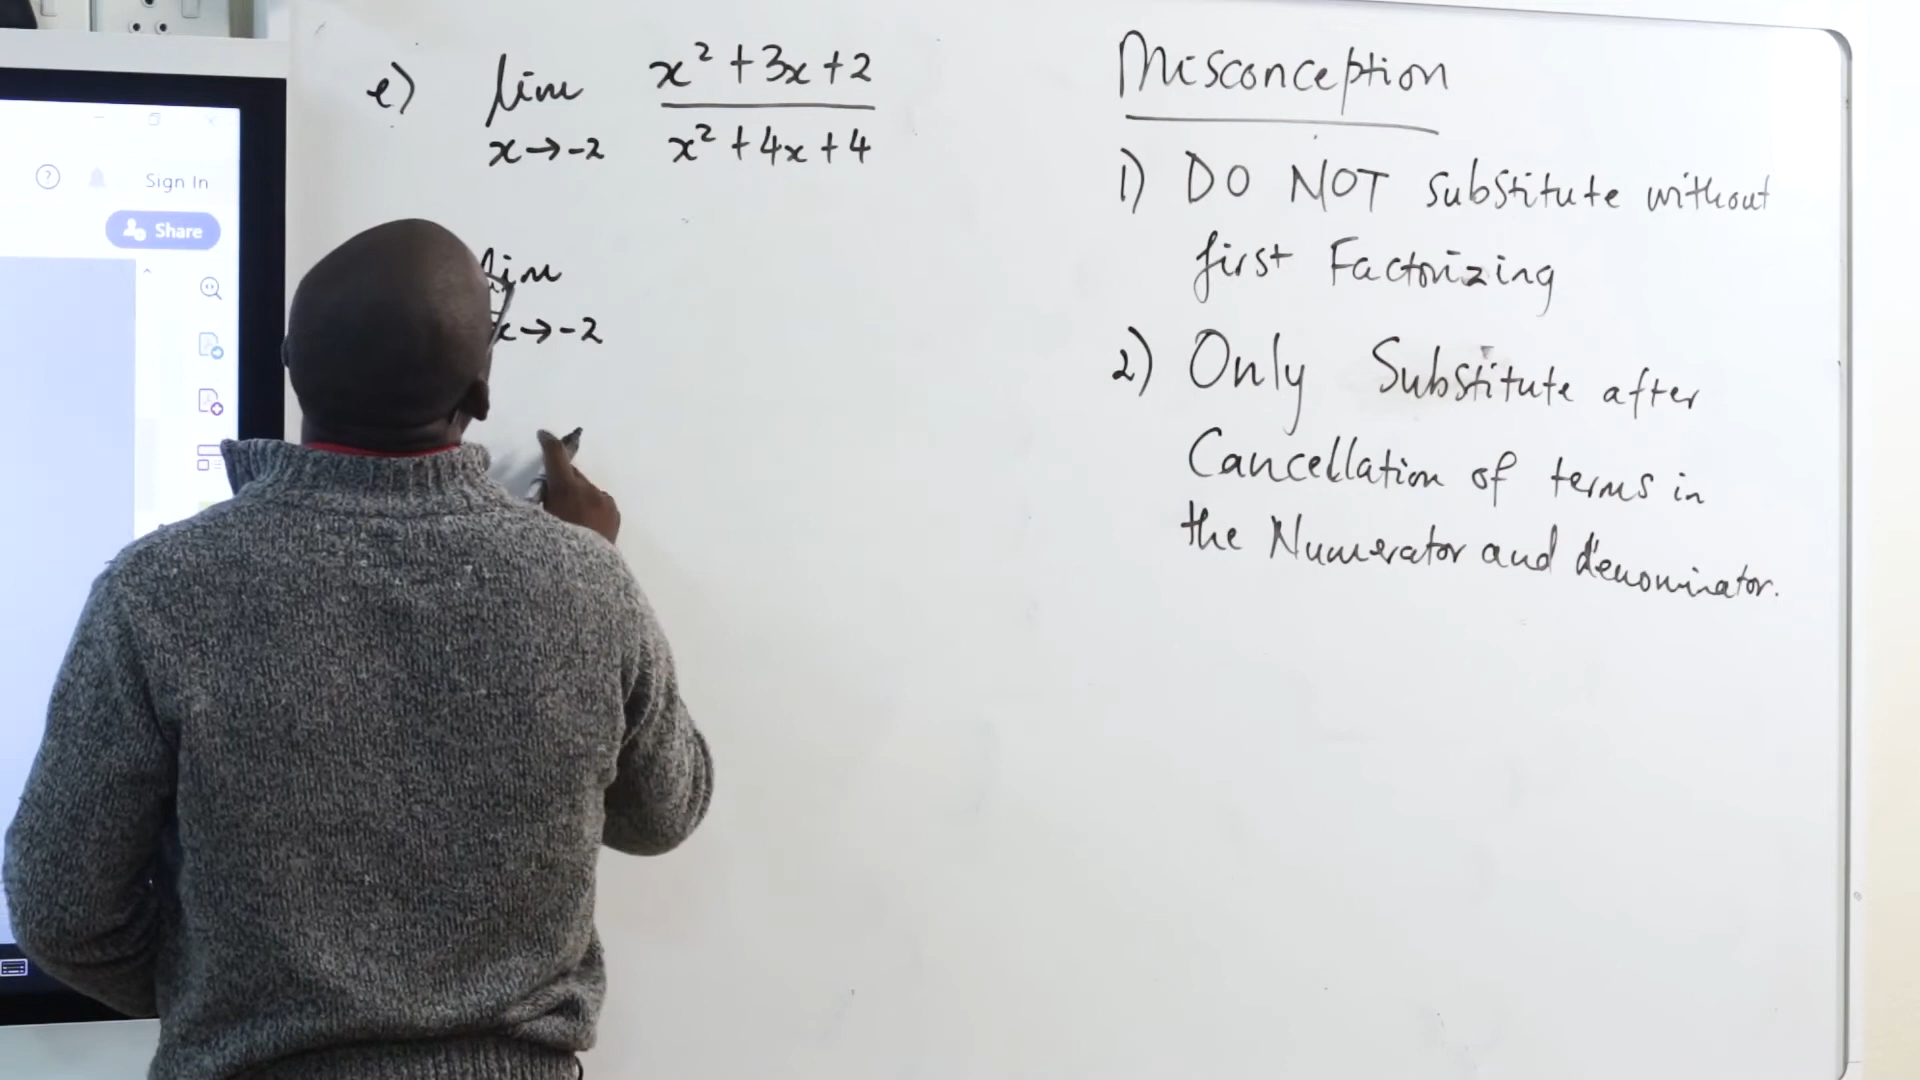 Sign In
Share
e) lim x² + 3x + 2
x → -2 x² + 4x + 4
lim
x → -2
Misconception
1) DO NOT substitute without
first Factorizing
2) Only Substitute after
Cancellation of terms in
the Numerator and denominator.